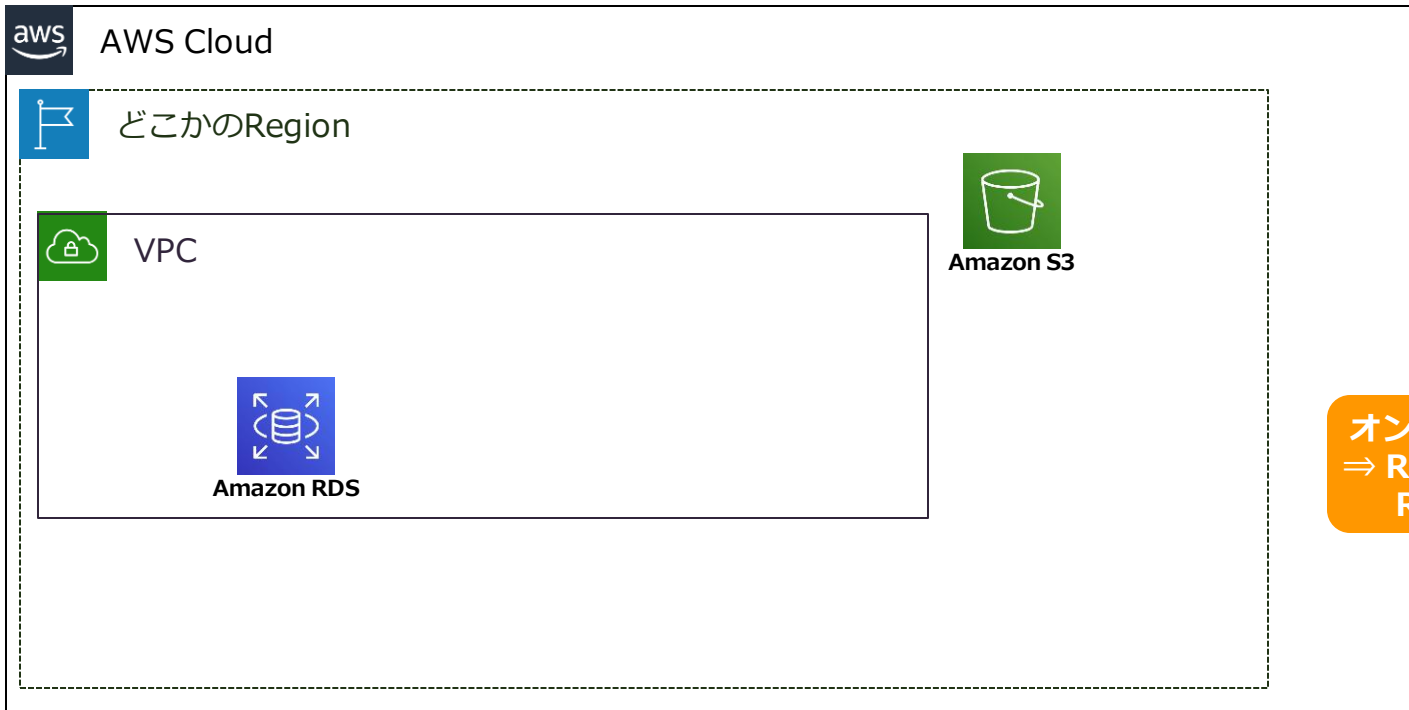 aws
AWS Cloud
どこかのRegion
Amazon S3
VPC
Amazon RDS
オン
⇒ R
R